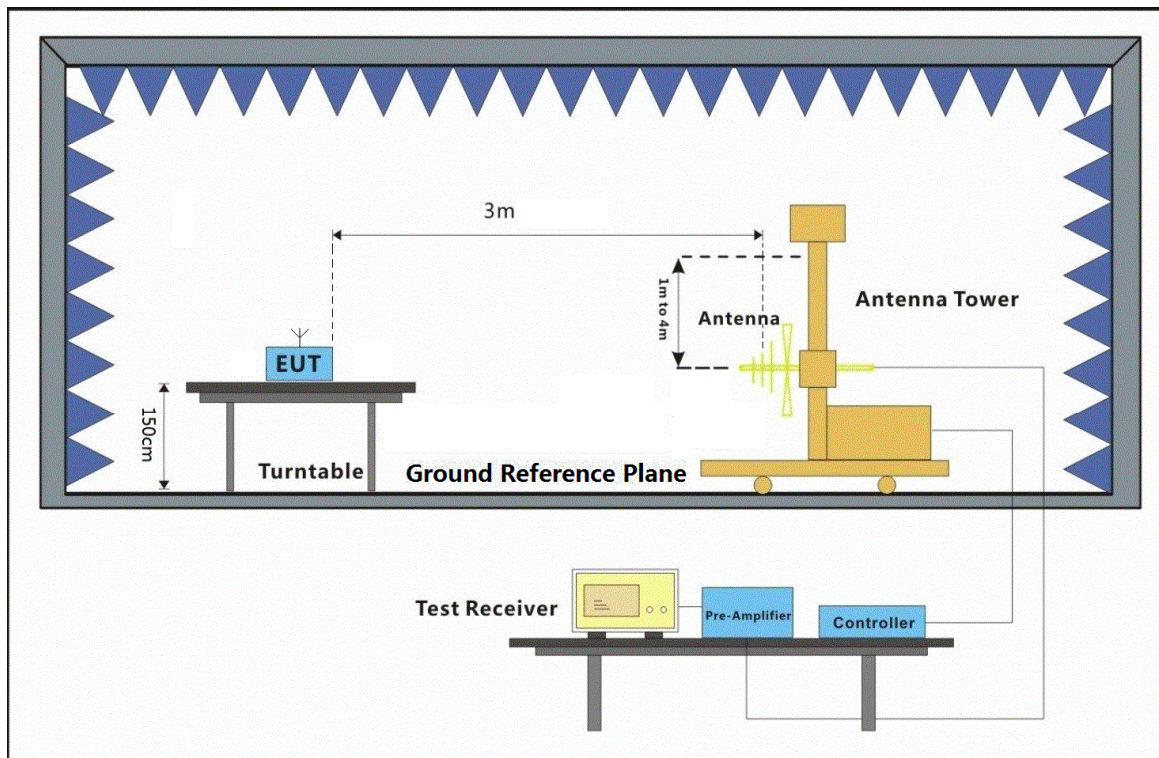 3m
1m to 4m
Antenna Tower
Antenna
EUT
150cm
Turntable
Ground Reference Plane
Test Receiver
Pre-Amplifier
Controller